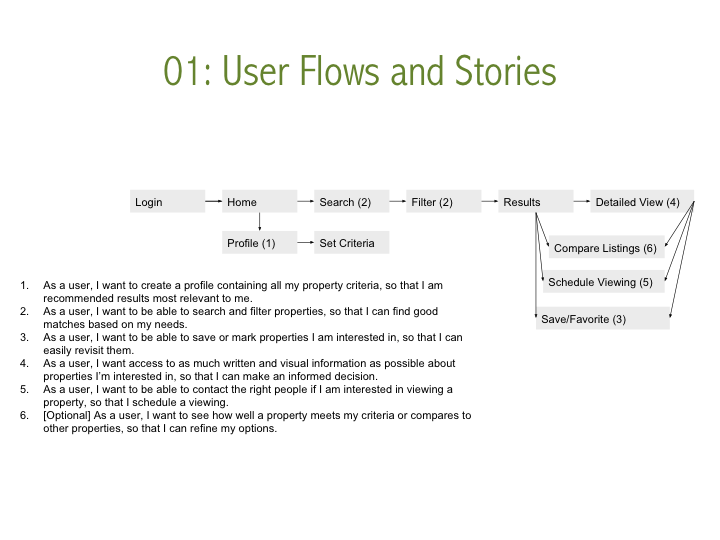 01: User Flows and Stories
Login
Home
Search (2)
Filter (2)
Results
Detailed View (4)
Profile (1)
Set Criteria
Compare Listings (6)
Schedule Viewing (5)
Save/Favorite (3)
1. As a user, I want to create a profile containing all my property criteria, so that I am
recommended results most relevant to me.
2. As a user, I want to be able to search and filter properties, so that I can find good
matches based on my needs.
3. As a user, I want to be able to save or mark properties I am interested in, so that I can
easily revisit them.
4. As a user, I want access to as much written and visual information as possible about
properties I'm interested in, so that I can make an informed decision.
5. As a user, I want to be able to contact the right people if I am interested in viewing a
property, so that I schedule a viewing.
6. [Optional] As a user, I want to see how well a property meets my criteria or compares to
other properties, so that I can refine my options.